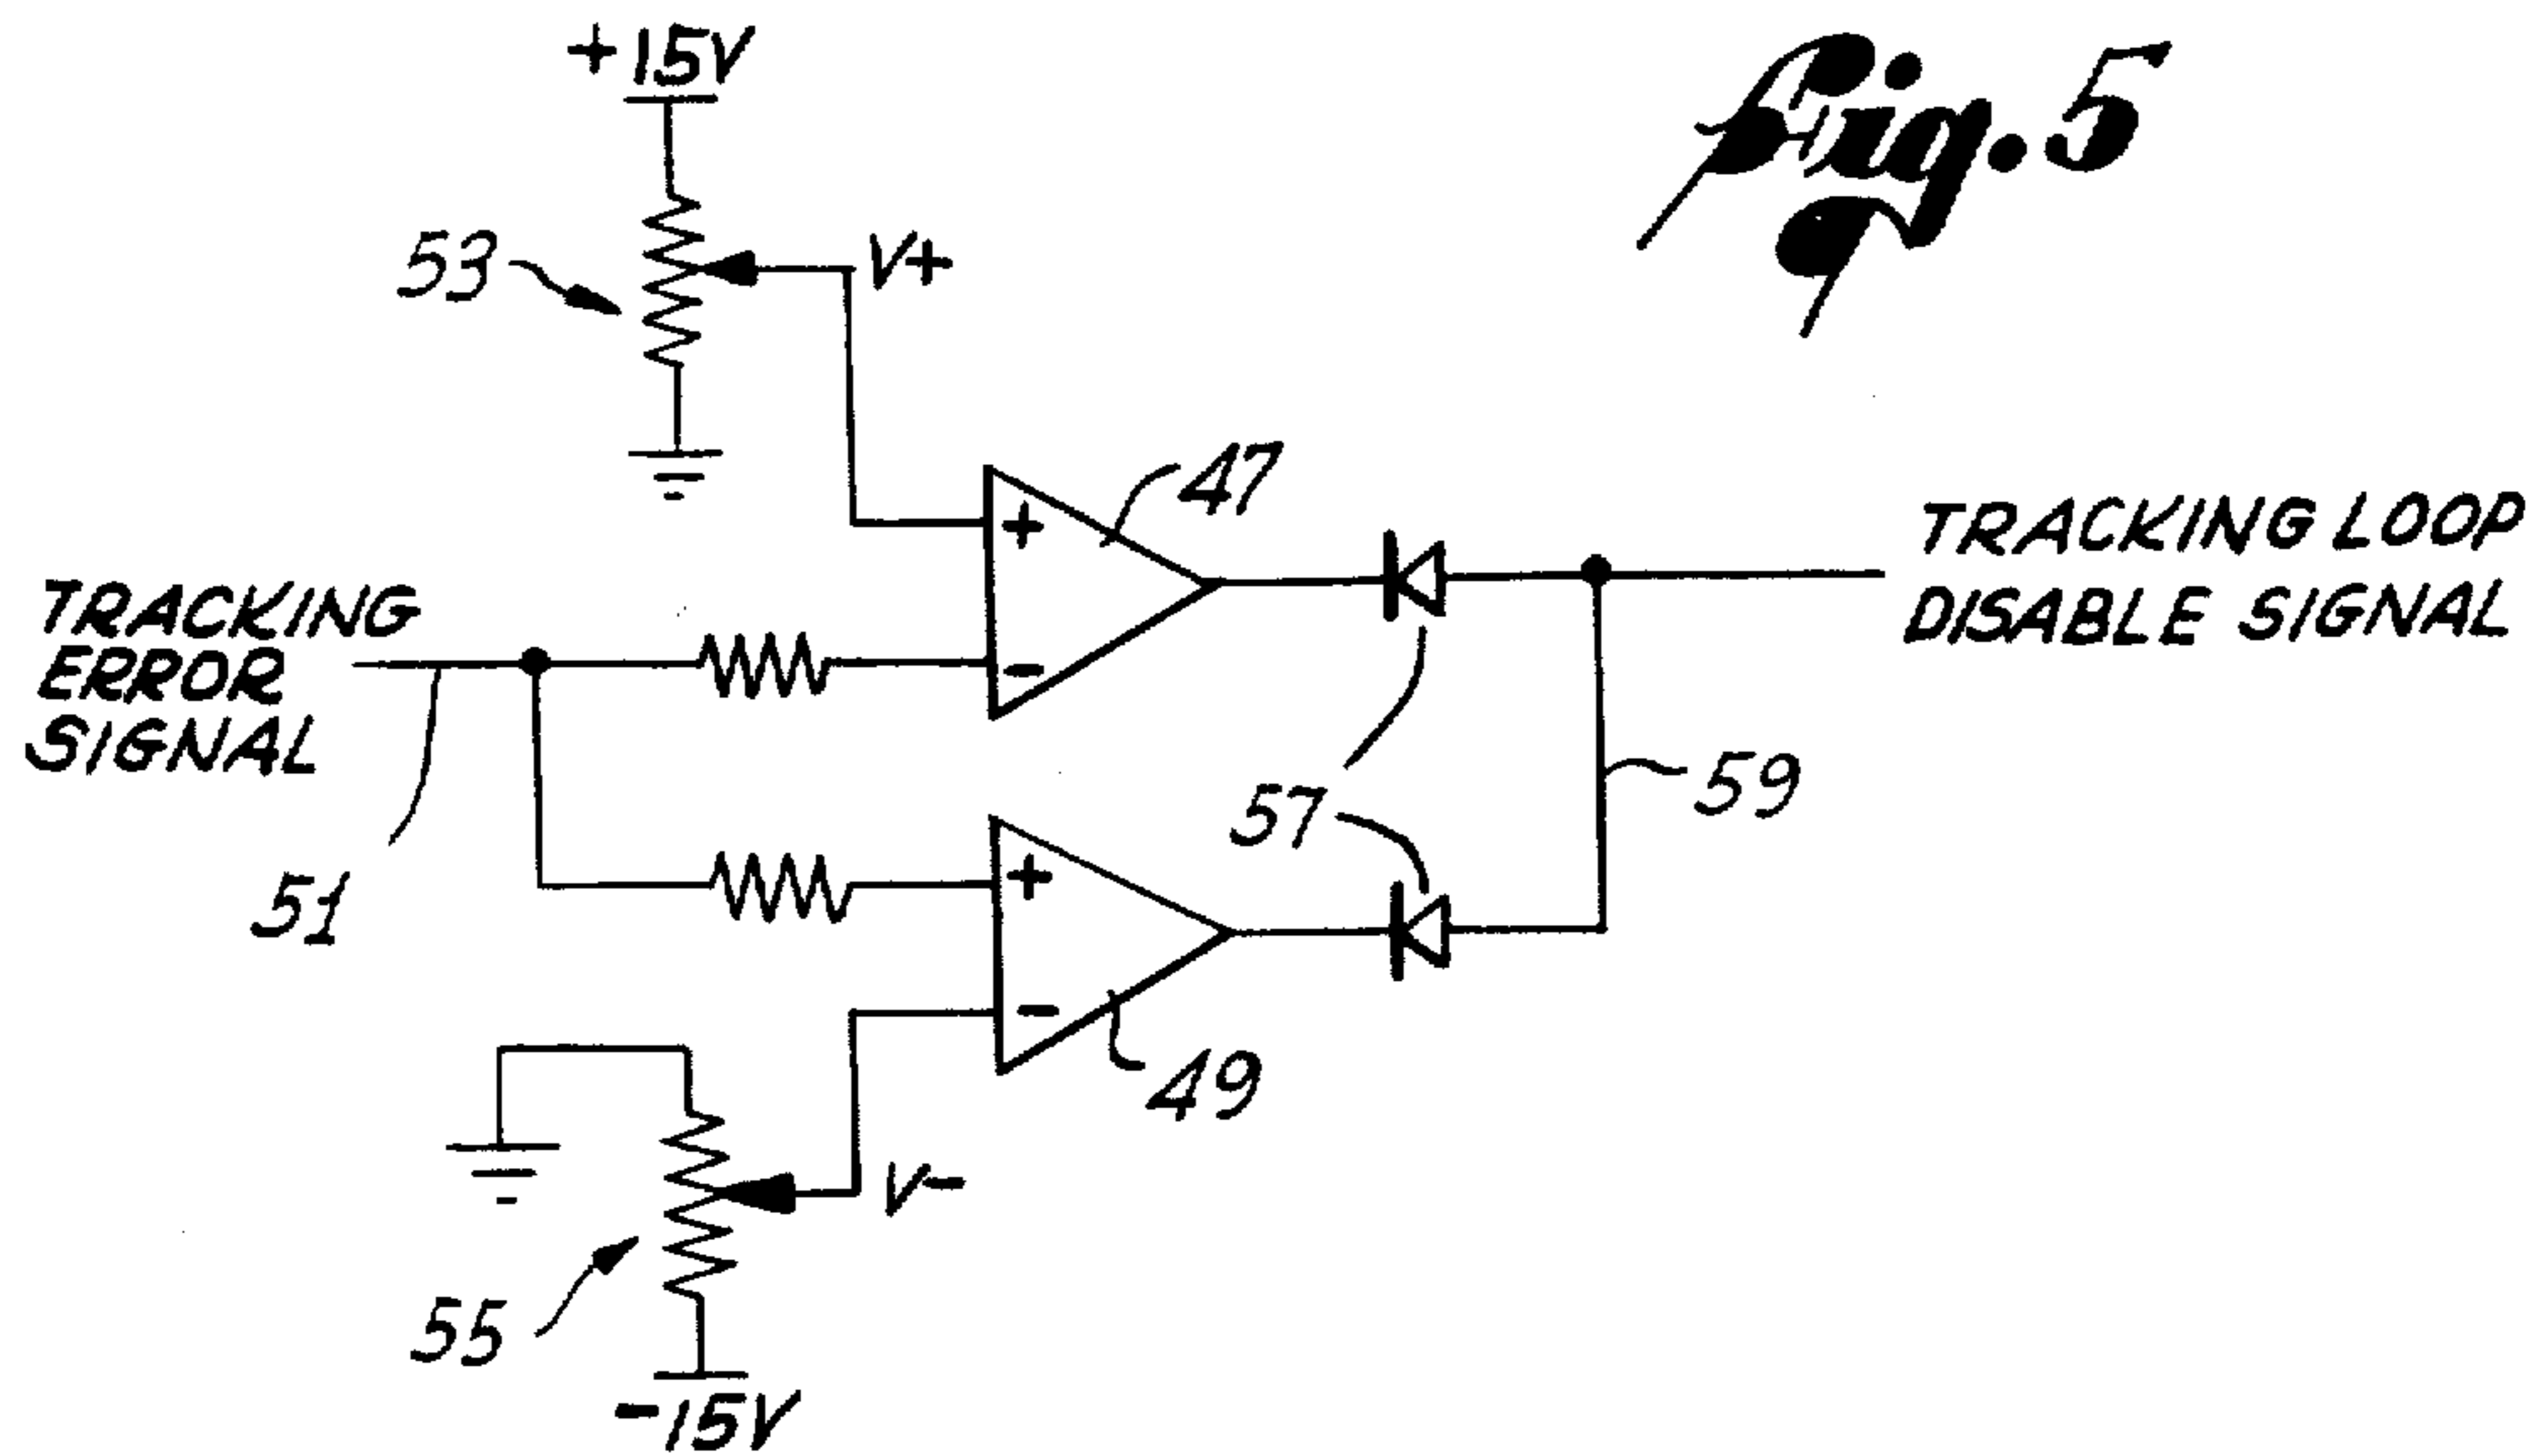 Fig. 5
+15V
53
V+
47
TRACKING LOOP
DISABLE SIGNAL
+
-
TRACKING
ERROR
SIGNAL
51
57
59
+
-
49
V-
55
-15V